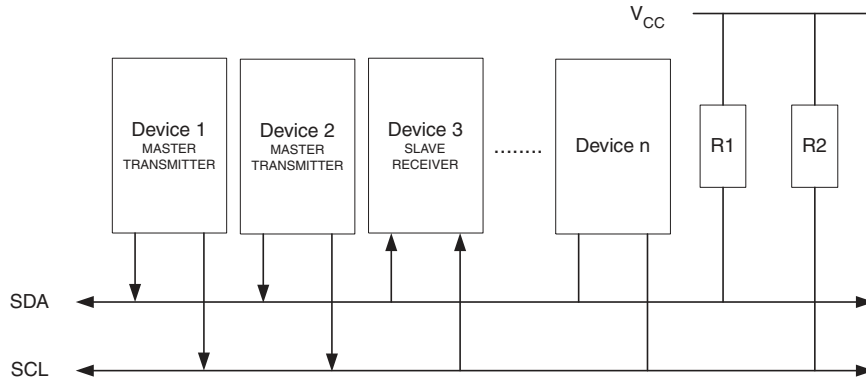 V_CC
Device 1
MASTER
TRANSMITTER
Device 2
MASTER
TRANSMITTER
Device 3
SLAVE
RECEIVER
........
Device n
R1
R2
SDA
SCL